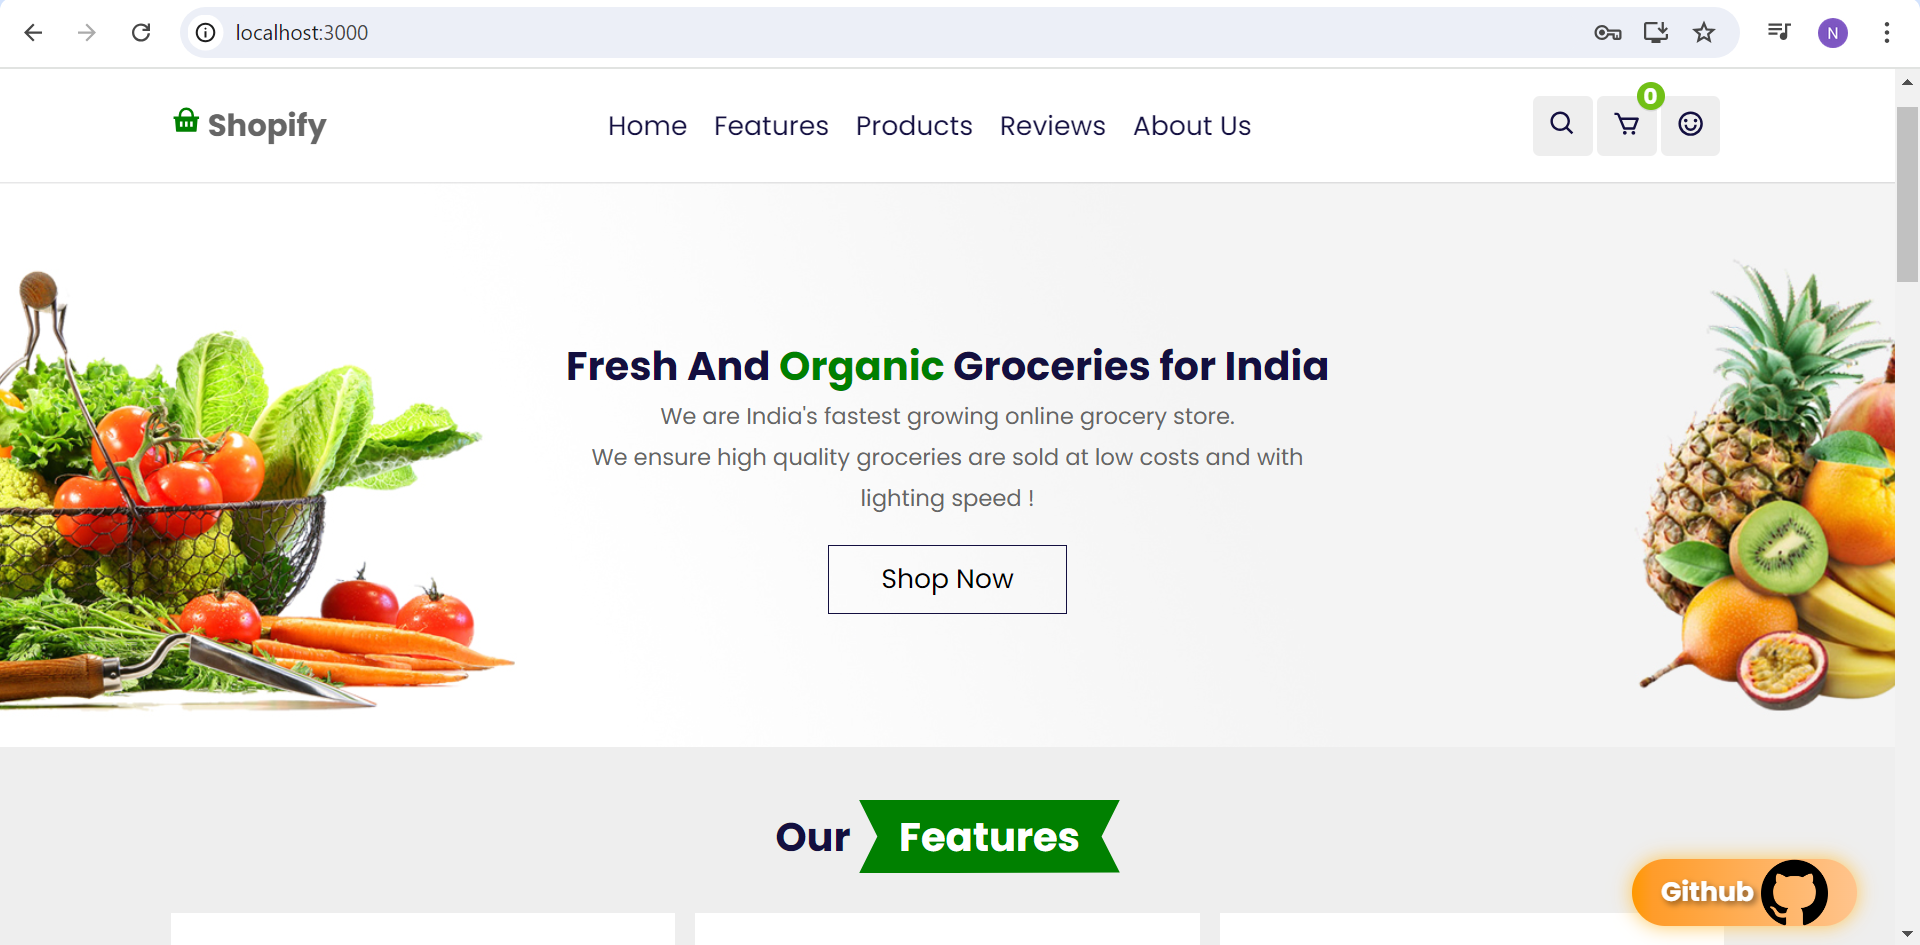 localhost:3000
N
Shopify
Home Features Products Reviews About Us
0
Fresh And Organic Groceries for India
We are India's fastest growing online grocery store.
We ensure high quality groceries are sold at low costs and with
lighting speed !
Shop Now
Our Features
Github